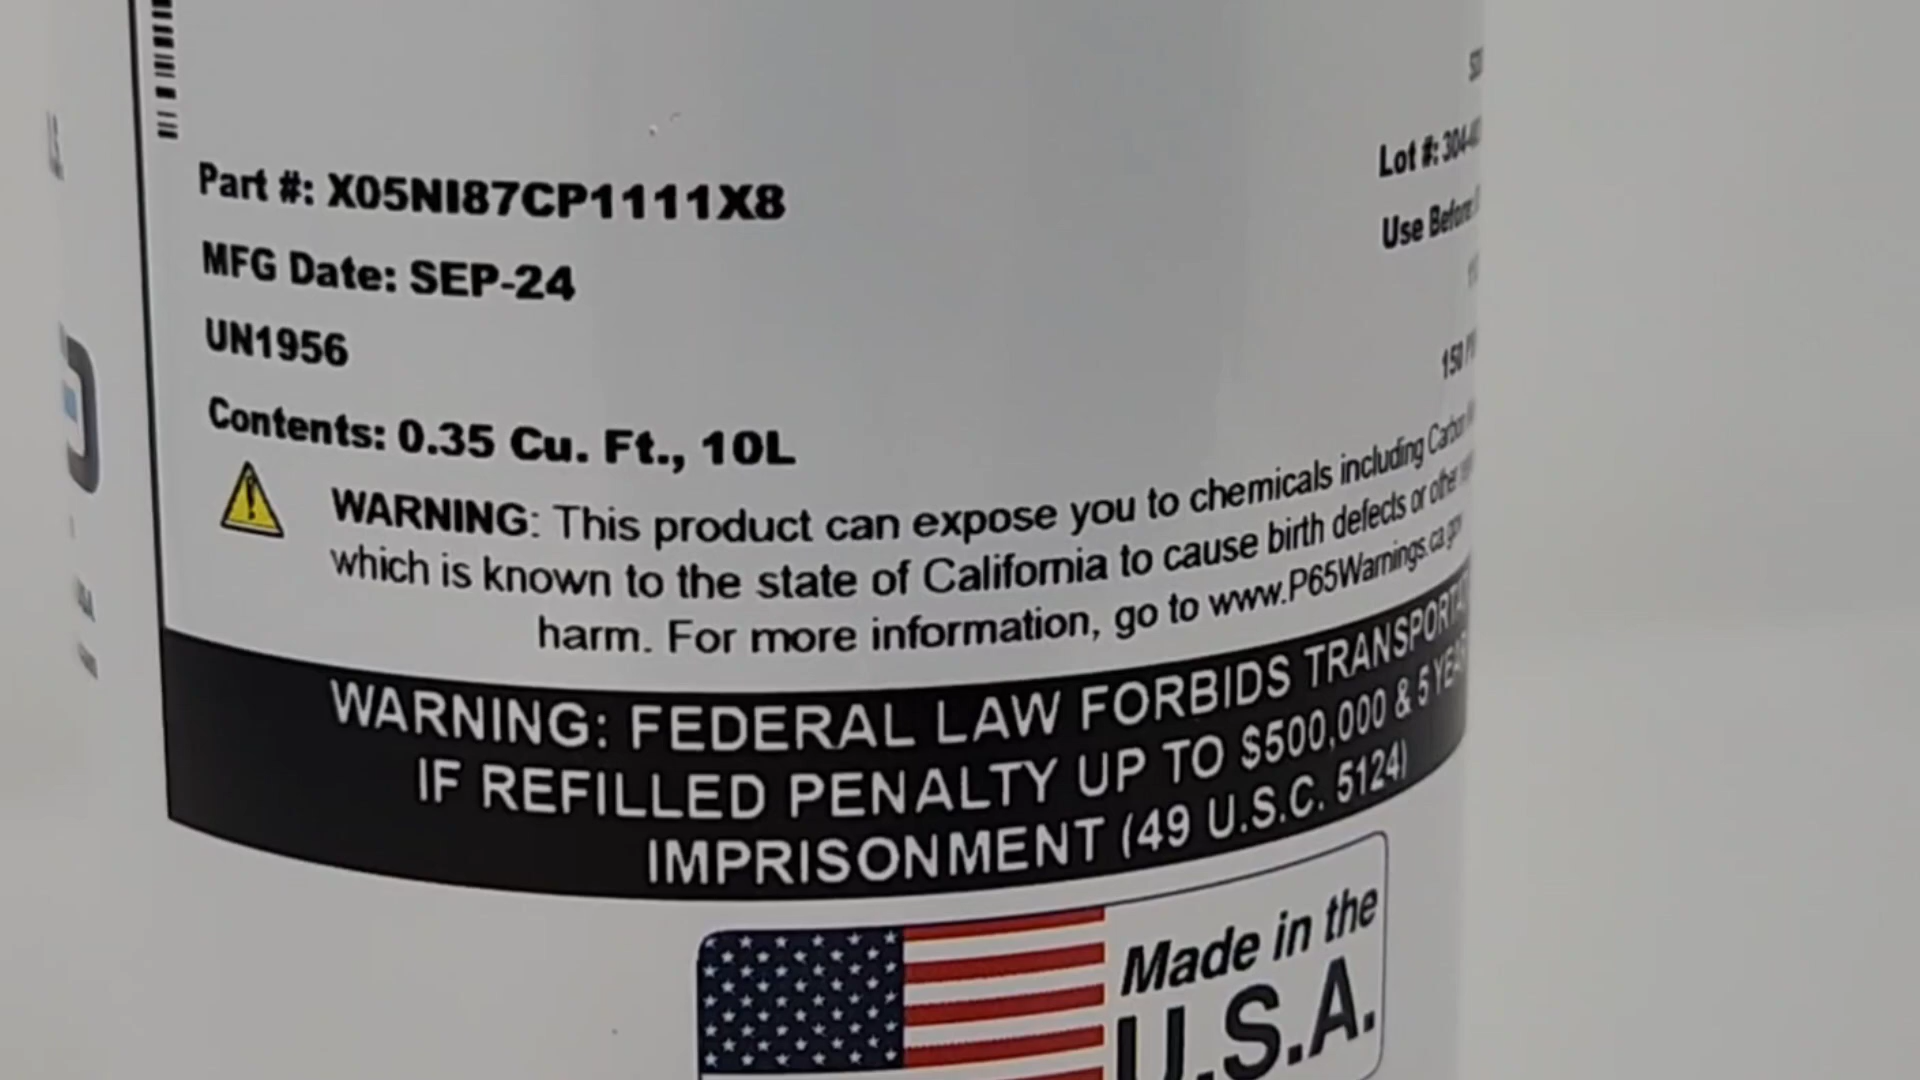 Part #: X05NI87CP1111X8
Lot #: 304-
MFG Date: SEP-24
Use Before:
UN1956
150
Contents: 0.35 Cu. Ft., 10L
WARNING: This product can expose you to chemicals including Carbon
which is known to the state of California to cause birth defects or other
harm. For more information, go to www.P65Warnings.ca.gov
WARNING: FEDERAL LAW FORBIDS
IF REFILLED PENALTY UP TO $500,000 & 5
IMPRISONMENT (49 U.S.C. 5124)
Made in the
U.S.A.